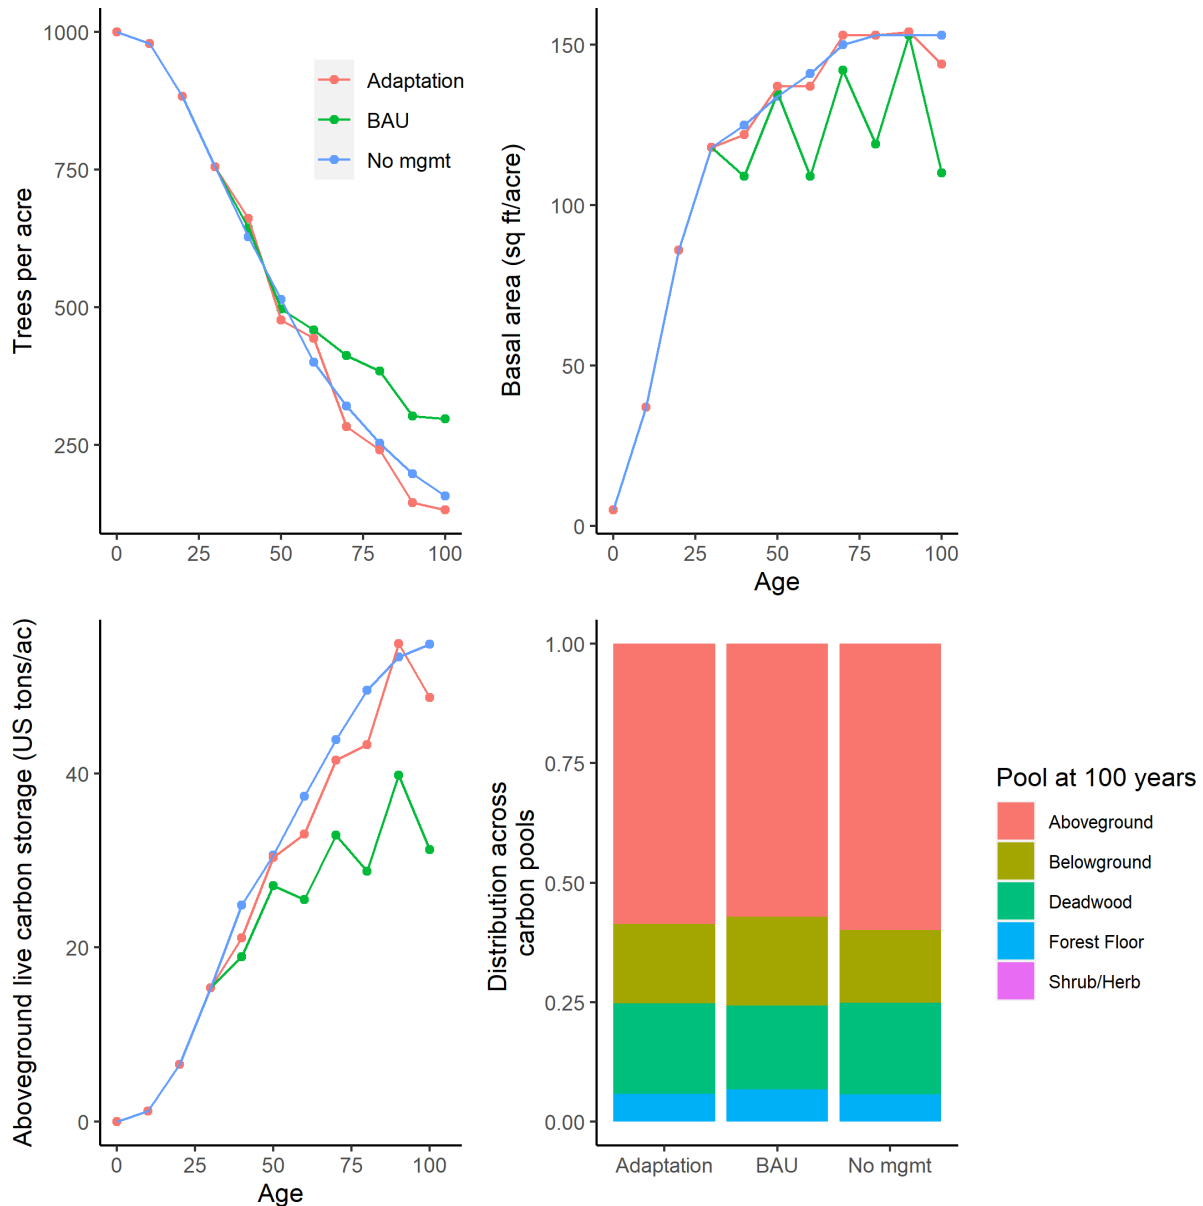 Trees per acre
1000
750
500
250
0
25
50
75
100
Adaptation
BAU
No mgmt
Basal area (sq ft/acre)
150
100
50
0
0
25
50
75
100
Age
Aboveground live carbon storage (US tons/ac)
40
20
0
0
25
50
75
100
Age
Distribution across
carbon pools
1.00
0.75
0.50
0.25
0.00
Adaptation
BAU
No mgmt
Pool at 100 years
Aboveground
Belowground
Deadwood
Forest Floor
Shrub/Herb